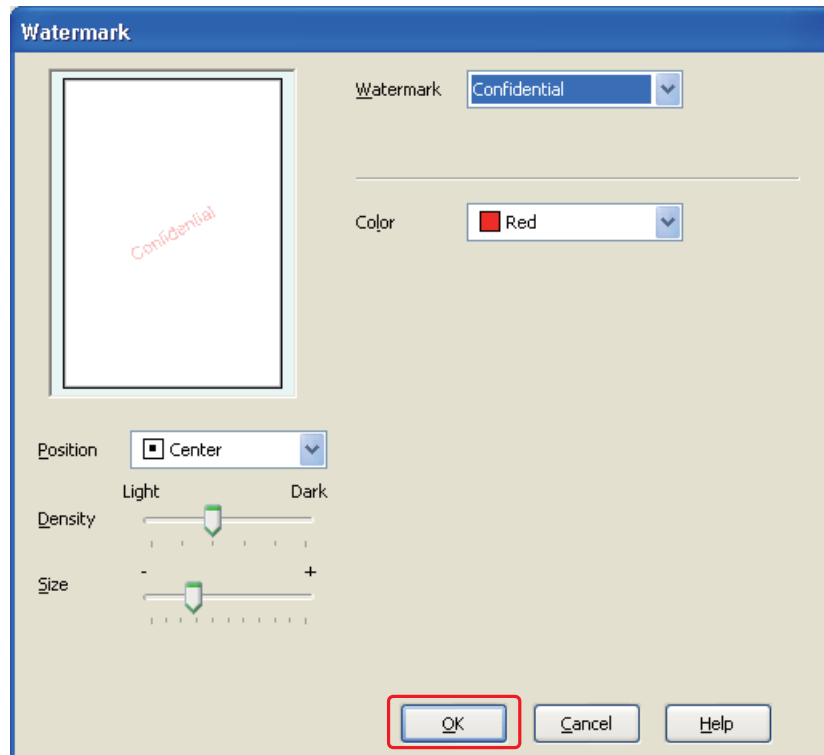 Watermark
Watermark Confidential
Confidential
Color Red
Position Center
Light Dark
Density
- +
Size
OK Cancel Help